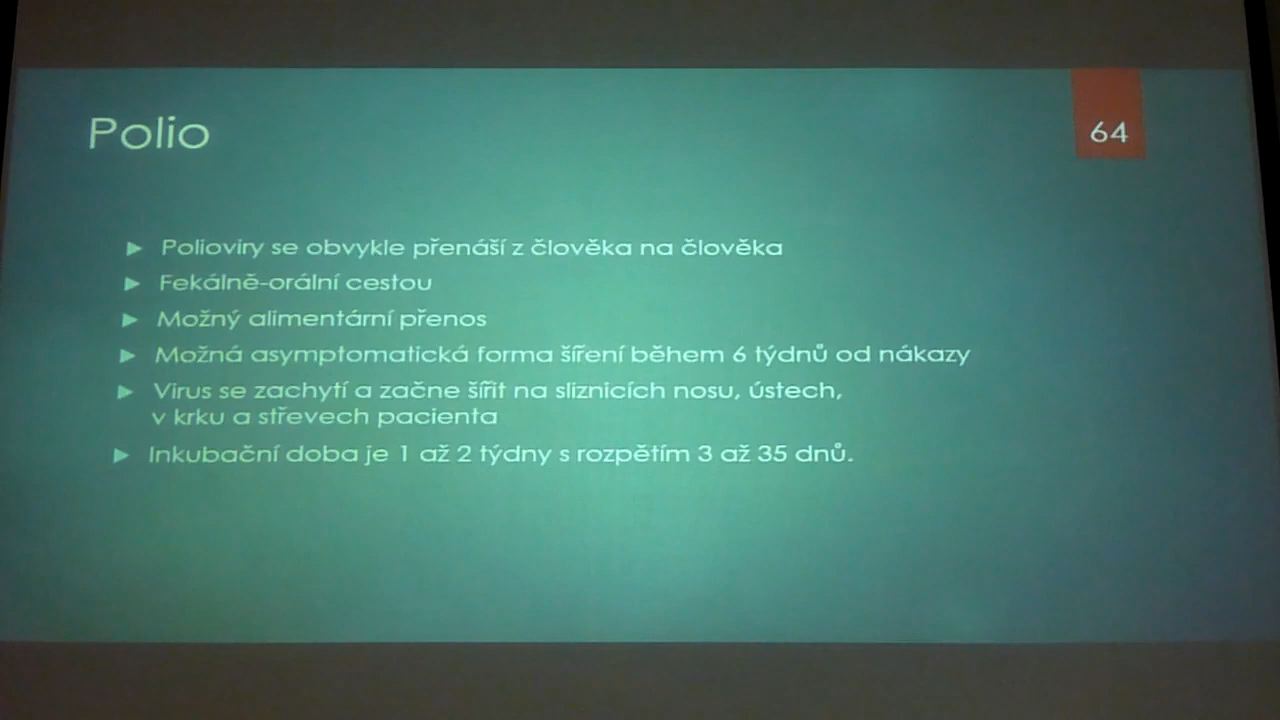 Polio
64
Polioviry se obvykle přenáší z člověka na člověka
Fekálně-orální cestou
Možný alimentární přenos
Možná asymptomatická forma šíření během 6 týdnů od nákazy
Virus se zachytí a začne šířit na sliznicích nosu, ústech,
v krku a střevech pacienta
Inkubační doba je 1 až 2 týdny s rozpětím 3 až 35 dnů.